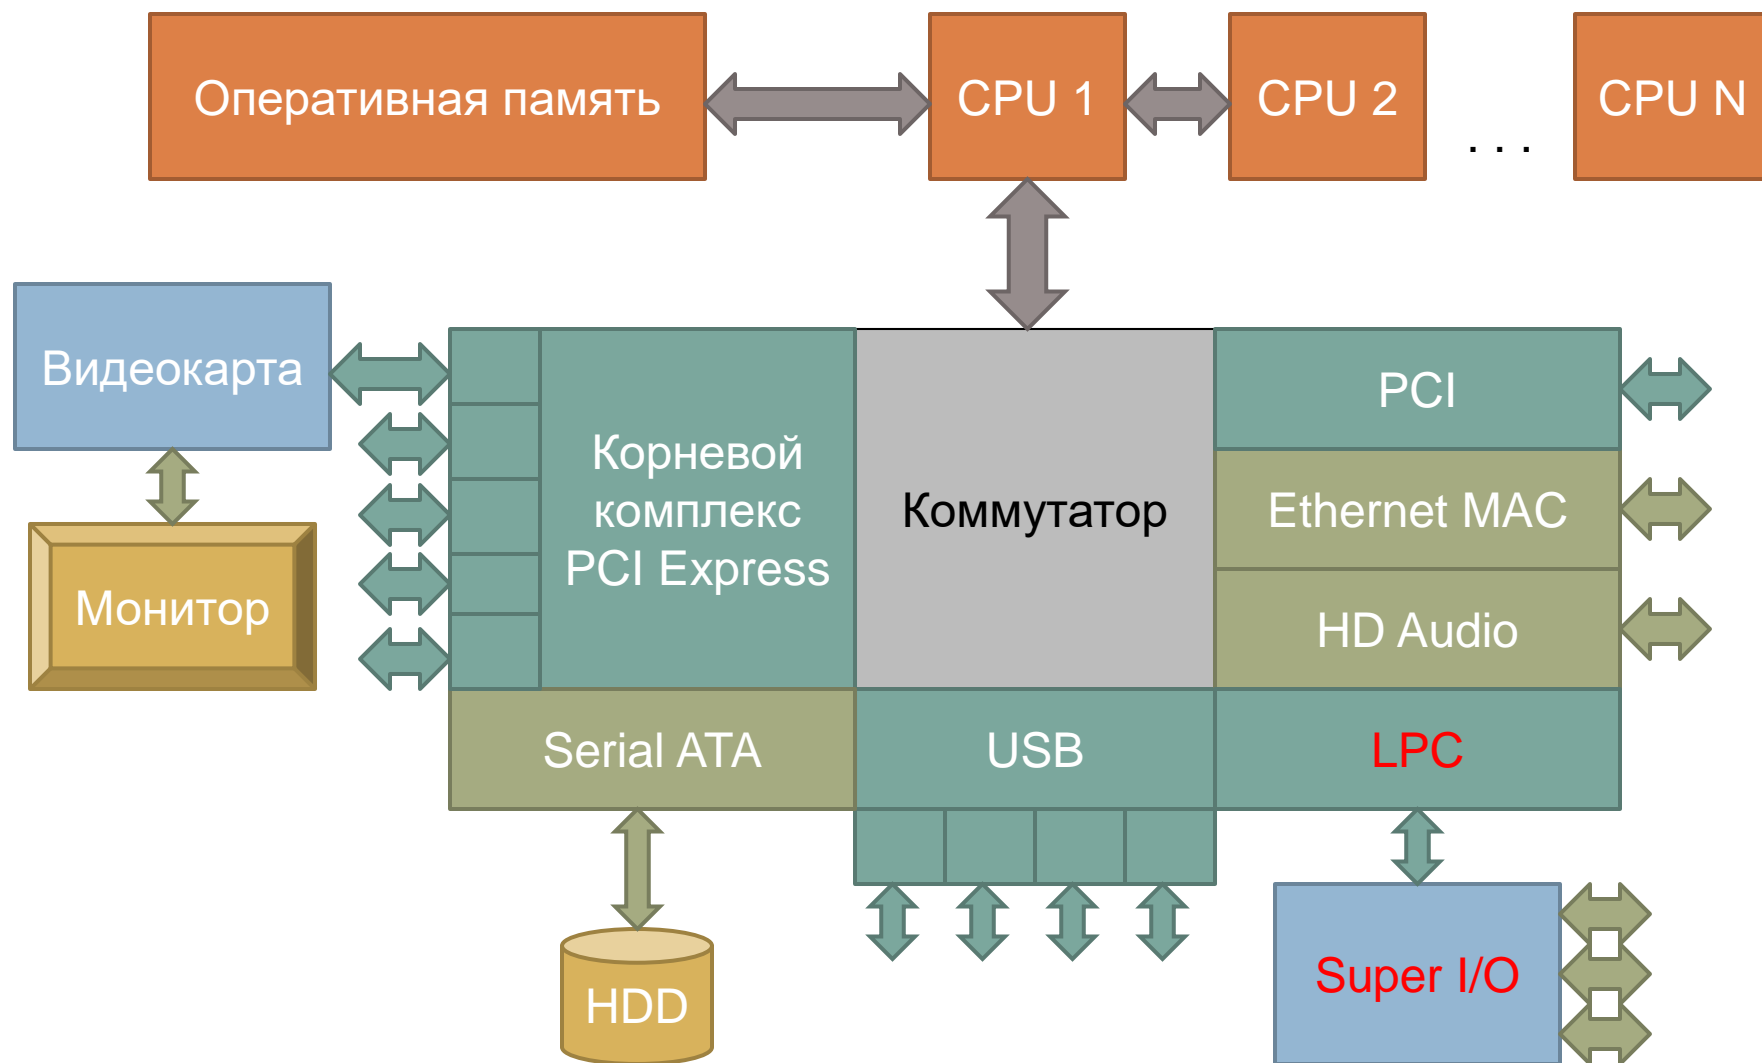 Оперативная память
CPU 1
CPU 2
. . .
CPU N
Видеокарта
Монитор
Корневой
комплекс
PCI Express
Коммутатор
PCI
Ethernet MAC
HD Audio
Serial ATA
USB
LPC
HDD
Super I/O